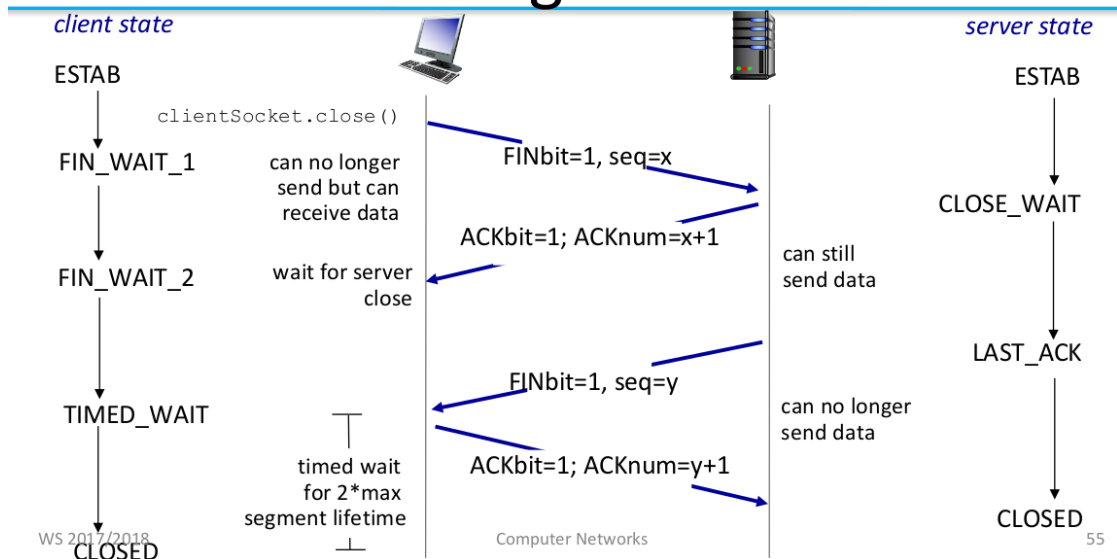 client state
server state
ESTAB
ESTAB
clientSocket.close()
FIN_WAIT_1
can no longer
send but can
receive data
FINbit=1, seq=x
CLOSE_WAIT
ACKbit=1; ACKnum=x+1
can still
send data
FIN_WAIT_2
wait for server
close
LAST_ACK
FINbit=1, seq=y
TIMED_WAIT
can no longer
send data
timed wait
for 2*max
segment lifetime
ACKbit=1; ACKnum=y+1
CLOSED
WS 2017/2018
CLOSED
Computer Networks
55